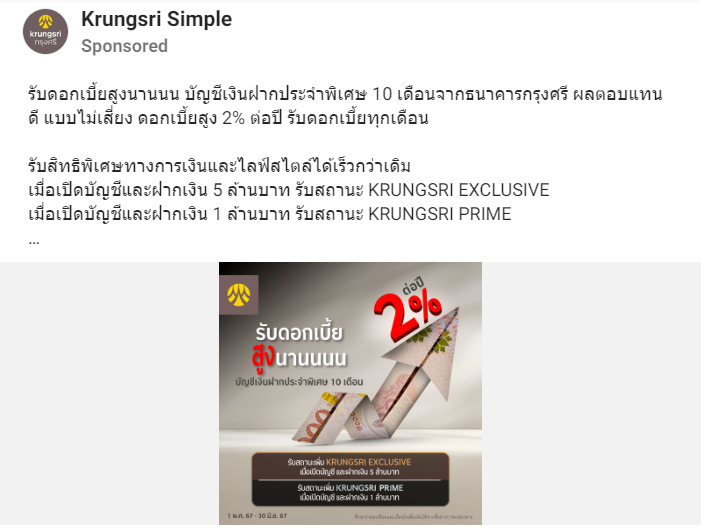 krungsri
กรุงศรี
Krungsri Simple
Sponsored
รับดอกเบี้ยสูงนานนน บัญชีเงินฝากประจำพิเศษ 10 เดือนจากธนาคารกรุงศรี ผลตอบแทน
ดี แบบไม่เสี่ยง ดอกเบี้ยสูง 2% ต่อปี รับดอกเบี้ยทุกเดือน
รับสิทธิพิเศษทางการเงินและไลฟ์สไตล์ได้เร็วกว่าเดิม
เมื่อเปิดบัญชีและฝากเงิน 5 ล้านบาท รับสถานะ KRUNGSRI EXCLUSIVE
เมื่อเปิดบัญชีและฝากเงิน 1 ล้านบาท รับสถานะ KRUNGSRI PRIME
...
ต่อปี
2%
รับดอกเบี้ย
สูงนานนนน
บัญชีเงินฝากประจำพิเศษ 10 เดือน
รับสถานะเพิ่ม KRUNGSRI EXCLUSIVE
เมื่อเปิดบัญชี และฝากเงิน 5 ล้านบาท
รับสถานะเพิ่ม KRUNGSRI PRIME
เมื่อเปิดบัญชี และฝากเงิน 1 ล้านบาท
1 พ.ค. 67 - 30 มิ.ย. 67